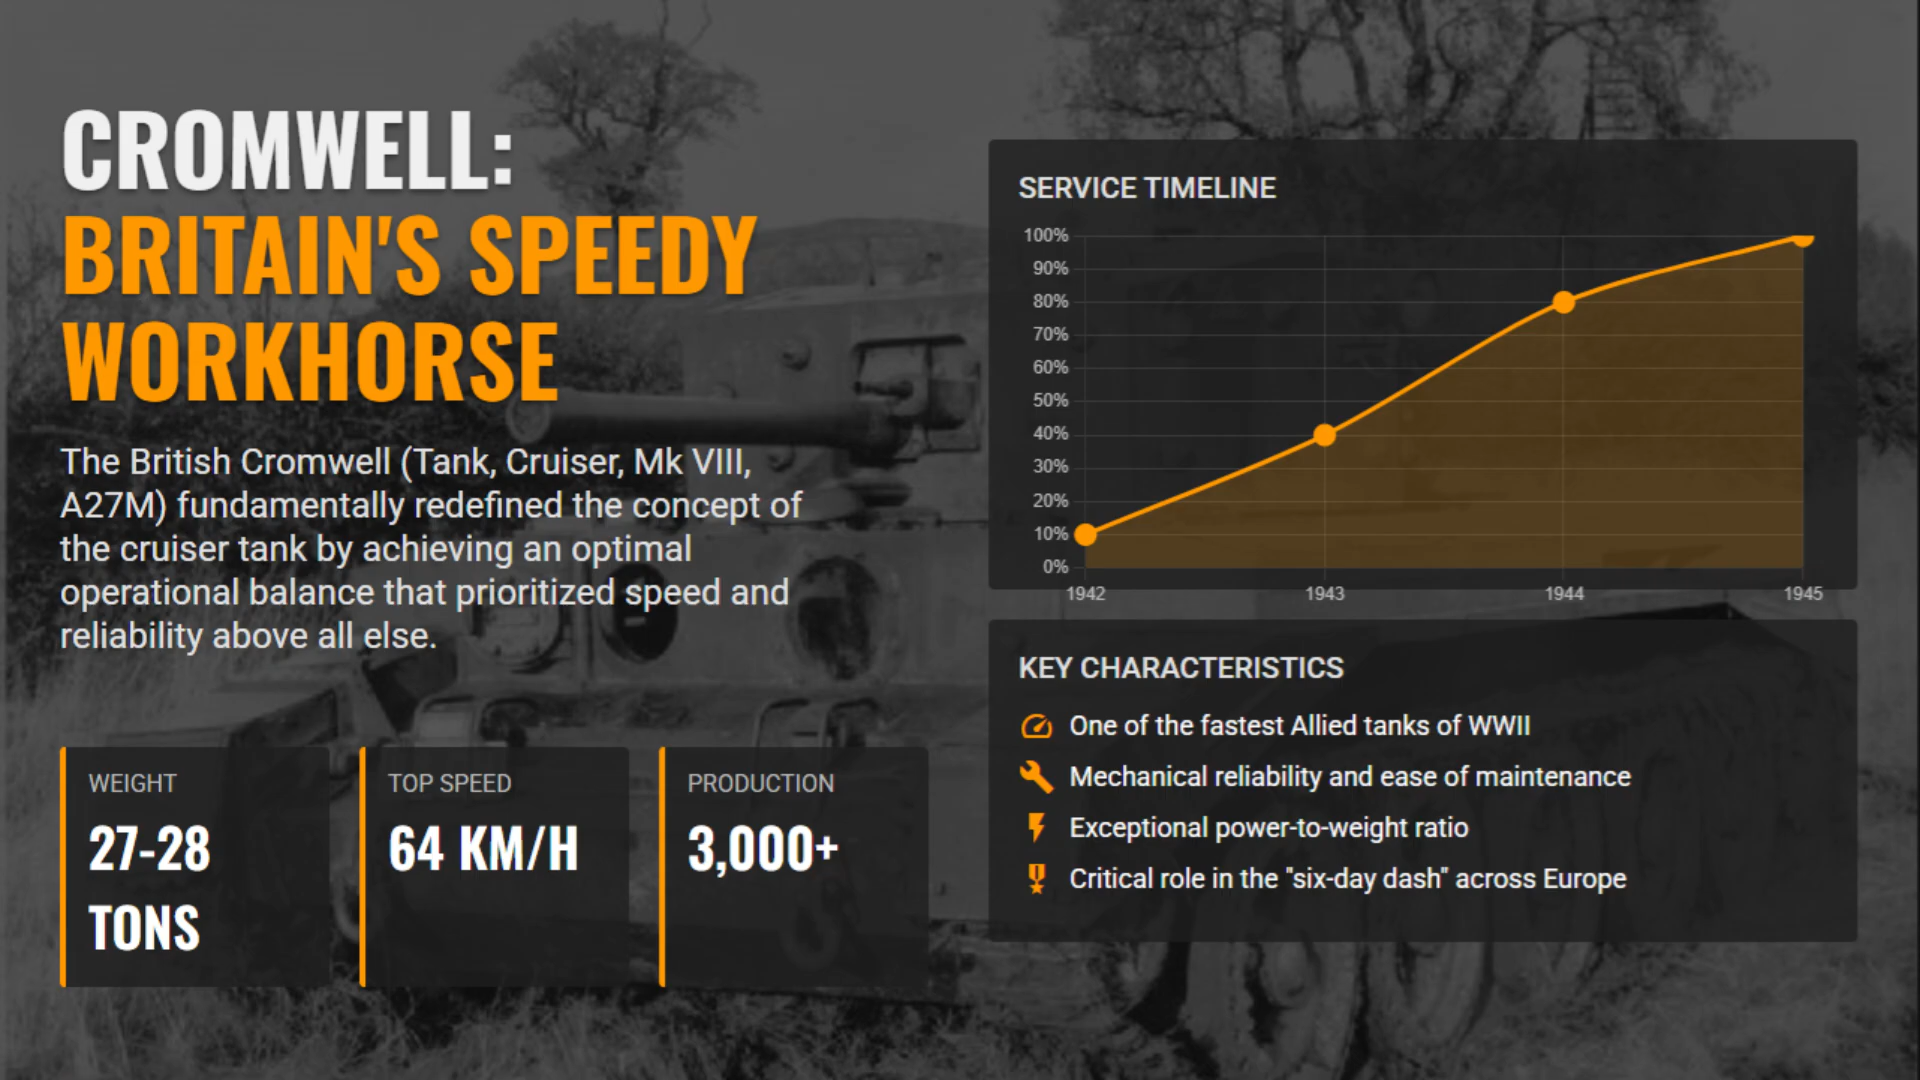 CROMWELL:
BRITAIN'S SPEEDY
WORKHORSE
The British Cromwell (Tank, Cruiser, Mk VIII,
A27M) fundamentally redefined the concept of
the cruiser tank by achieving an optimal
operational balance that prioritized speed and
reliability above all else.
WEIGHT
27-28
TONS
TOP SPEED
64 KM/H
PRODUCTION
3,000+
SERVICE TIMELINE
100%
90%
80%
70%
60%
50%
40%
30%
20%
10%
0%
1942 1943 1944 1945
KEY CHARACTERISTICS
One of the fastest Allied tanks of WWII
Mechanical reliability and ease of maintenance
Exceptional power-to-weight ratio
Critical role in the "six-day dash" across Europe